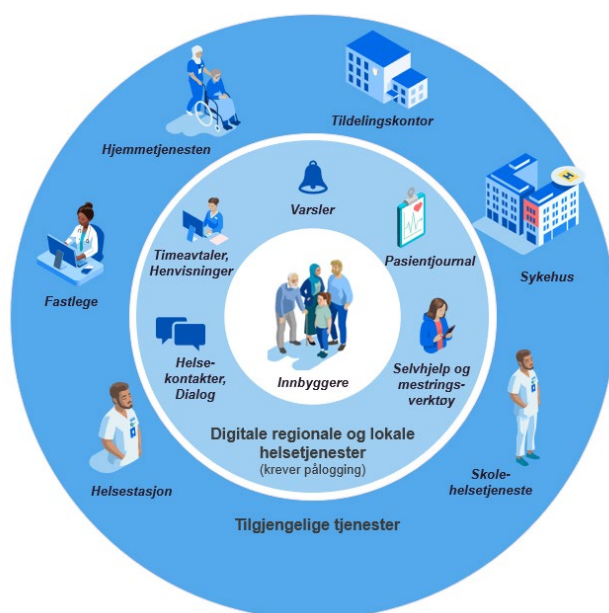 Tildelingskontor
Hjemmetjenesten
Varsler
Timeavtaler,
Henvisninger
Pasientjournal
H
Sykehus
Fastlege
Helse-
kontakter,
Dialog
Innbyggere
Selvhjelp og
mestrings-
verktøy
Digitale regionale og lokale
helsetjenester
(krever pålogging)
Helsestasjon
Skole-
helsetjeneste
Tilgjengelige tjenester